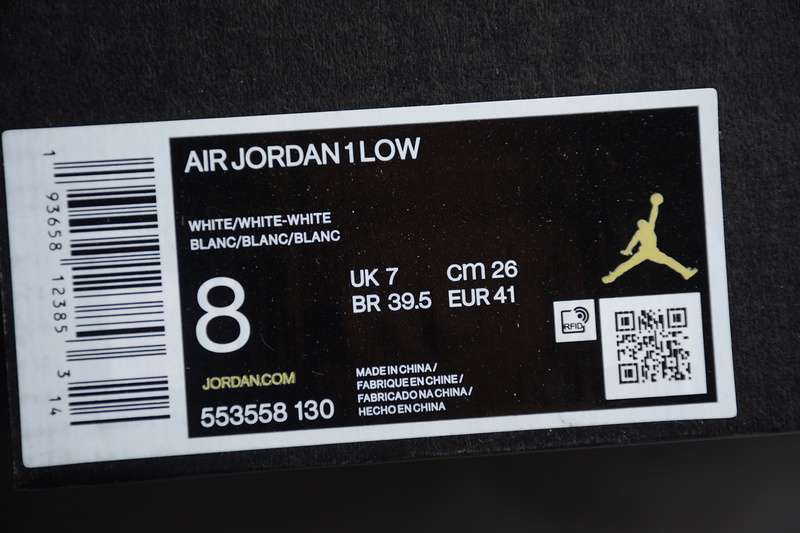 AIR JORDAN 1 LOW
WHITE/WHITE-WHITE
BLANC/BLANC/BLANC
8
UK 7
cm 26
BR 39.5
EUR 41
RFID
JORDAN.COM
553558 130
MADE IN CHINA /
FABRIQUE EN CHINE /
FABRICADO NA CHINA /
HECHO EN CHINA
1 93658 12385 3 14